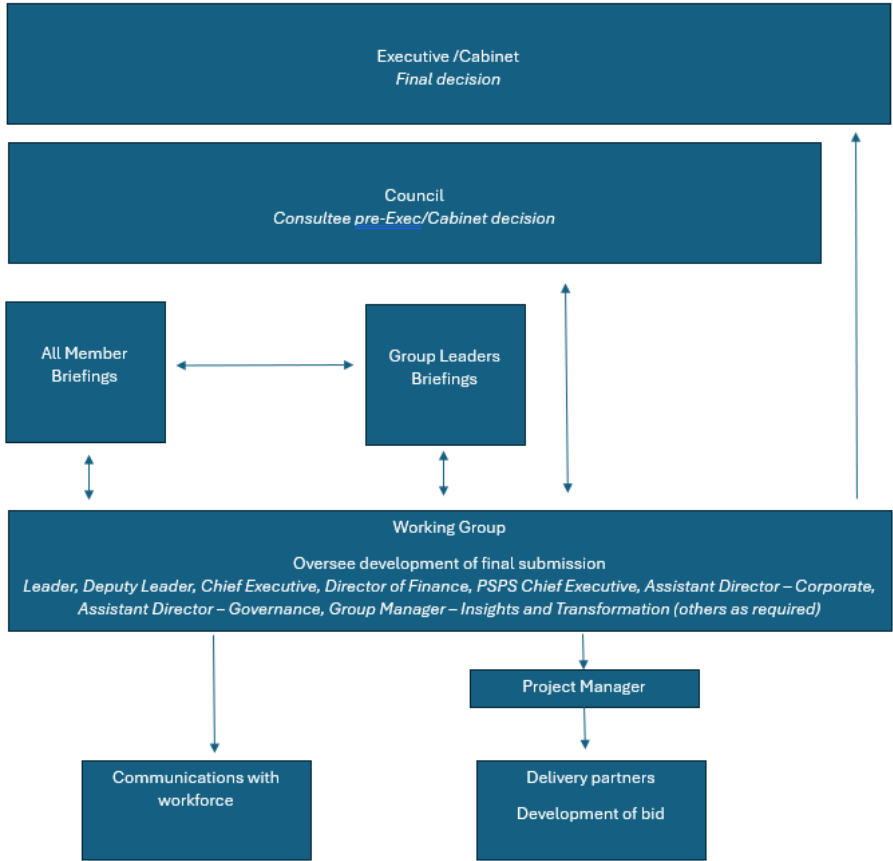 Executive /Cabinet
Final decision
Council
Consultee pre-Exec/Cabinet decision
All Member
Briefings
Group Leaders
Briefings
Working Group
Oversee development of final submission
Leader, Deputy Leader, Chief Executive, Director of Finance, PSPS Chief Executive, Assistant Director – Corporate,
Assistant Director – Governance, Group Manager – Insights and Transformation (others as required)
Project Manager
Communications with
workforce
Delivery partners
Development of bid